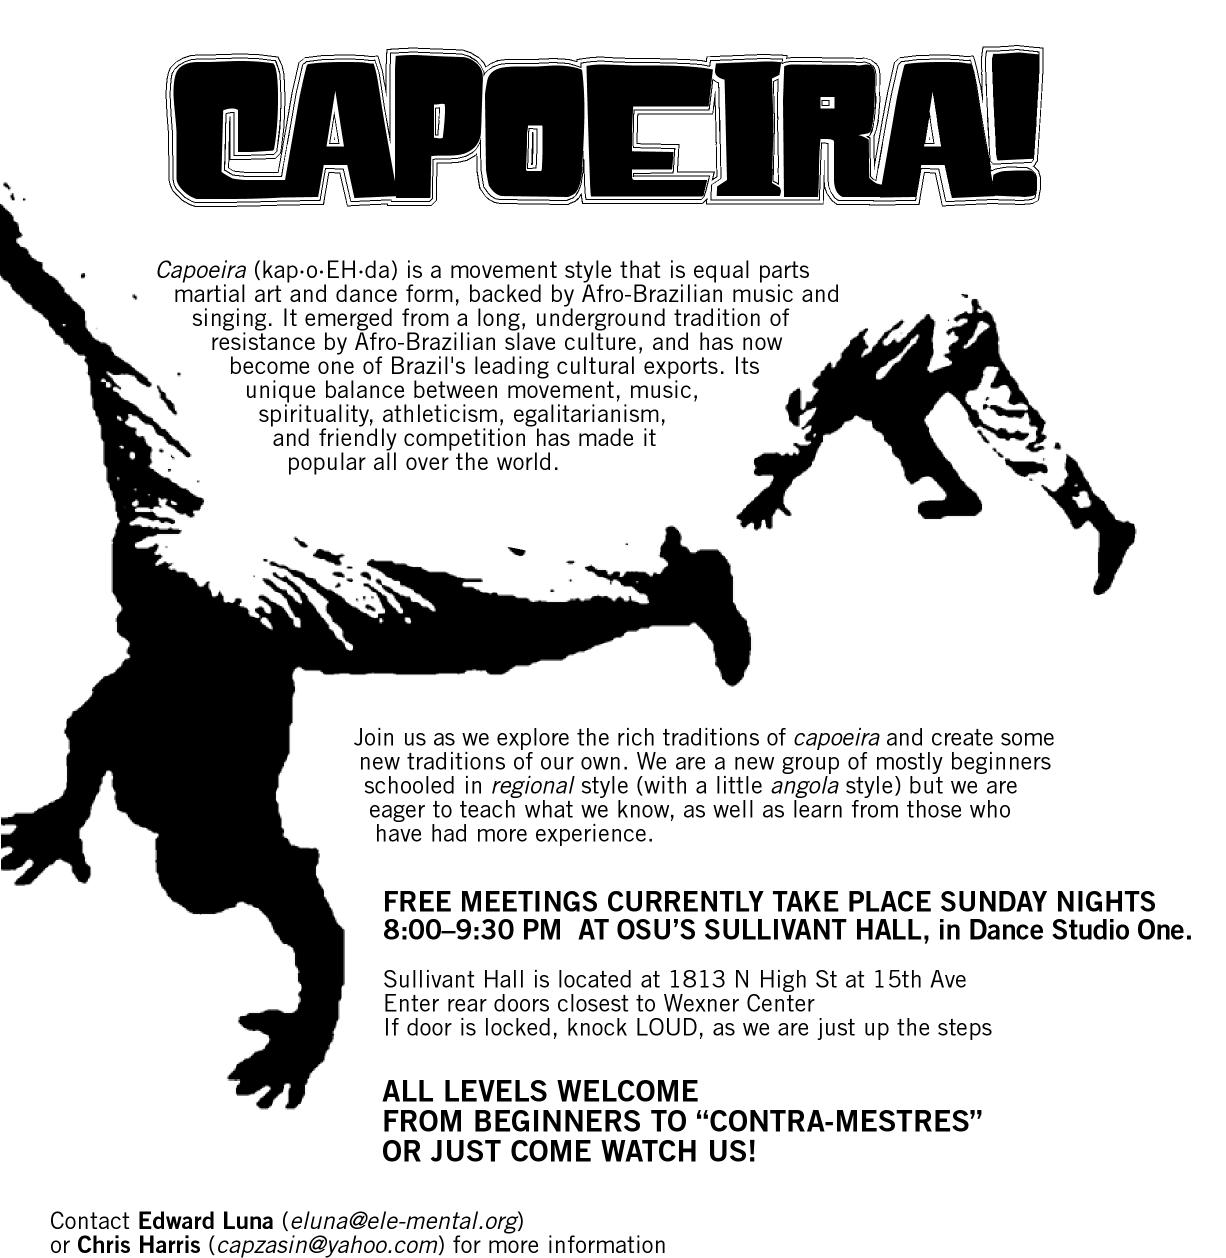 CAPOEIRA!
Capoeira (kap·o·EH·da) is a movement style that is equal parts
martial art and dance form, backed by Afro-Brazilian music and
singing. It emerged from a long, underground tradition of
resistance by Afro-Brazilian slave culture, and has now
become one of Brazil's leading cultural exports. Its
unique balance between movement, music,
spirituality, athleticism, egalitarianism,
and friendly competition has made it
popular all over the world.
Join us as we explore the rich traditions of capoeira and create some
new traditions of our own. We are a new group of mostly beginners
schooled in regional style (with a little angola style) but we are
eager to teach what we know, as well as learn from those who
have had more experience.
FREE MEETINGS CURRENTLY TAKE PLACE SUNDAY NIGHTS
8:00–9:30 PM  AT OSU’S SULLIVANT HALL, in Dance Studio One.
Sullivant Hall is located at 1813 N High St at 15th Ave
Enter rear doors closest to Wexner Center
If door is locked, knock LOUD, as we are just up the steps
ALL LEVELS WELCOME
FROM BEGINNERS TO “CONTRA-MESTRES”
OR JUST COME WATCH US!
Contact Edward Luna (eluna@ele-mental.org)
or Chris Harris (capzasin@yahoo.com) for more information